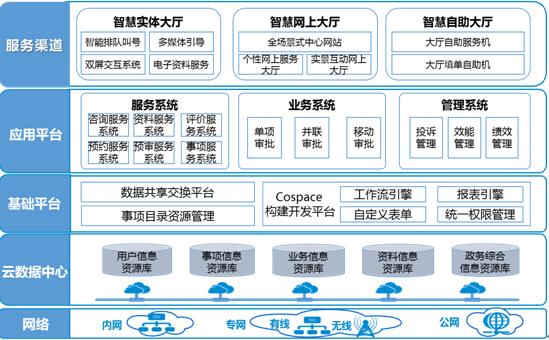 服务渠道
智慧实体大厅
智能排队叫号
多媒体引导
双屏交互系统
电子资料服务
智慧网上大厅
全场景式中心网站
个性网上服务
大厅
实景互动网上
大厅
智慧自助大厅
大厅自助服务机
大厅填单自助机
应用平台
服务系统
咨询服务
系统
资料服务
系统
评价服
务系统
预约服务
系统
预审服务
系统
事项服
务系统
业务系统
单项
审批
并联
审批
移动
审批
管理系统
投诉
管理
效能
管理
绩效
管理
基础平台
数据共享交换平台
事项目录资源管理
Cospace
构建开发平台
工作流引擎
报表引擎
自定义表单
统一权限管理
云数据中心
用户信息
资源库
事项信息
资源库
业务信息
资源库
资料信息
资源库
政务综合
信息资源库
网络
内网
专网
有线
无线
公网